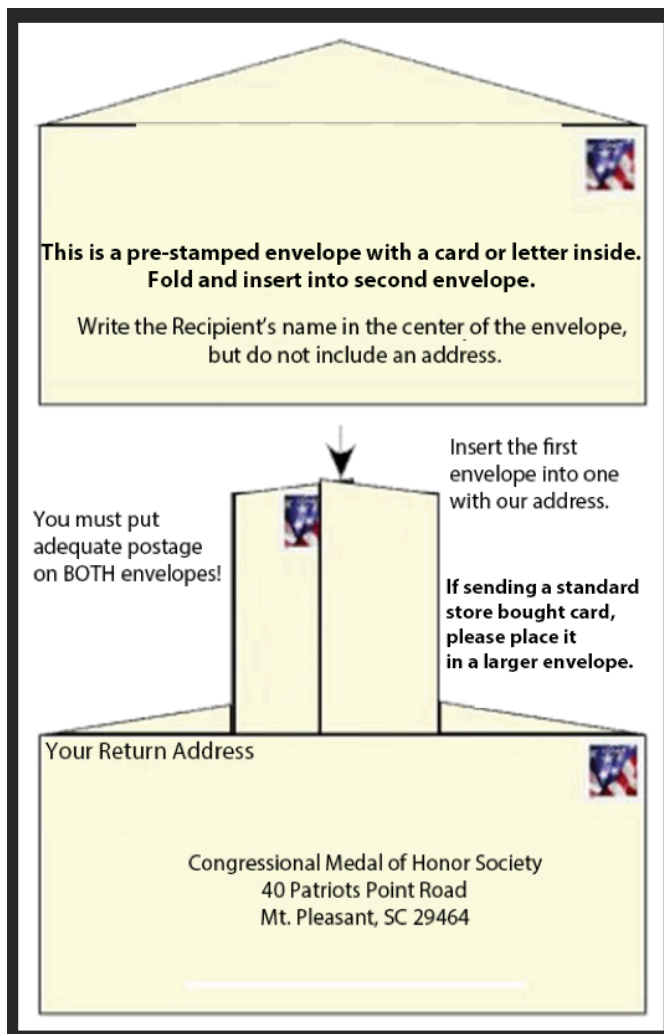 This is a pre-stamped envelope with a card or letter inside.
Fold and insert into second envelope.
Write the Recipient's name in the center of the envelope,
but do not include an address.
Insert the first
envelope into one
with our address.
You must put
adequate postage
on BOTH envelopes!
If sending a standard
store bought card,
please place it
in a larger envelope.
Your Return Address
Congressional Medal of Honor Society
40 Patriots Point Road
Mt. Pleasant, SC 29464